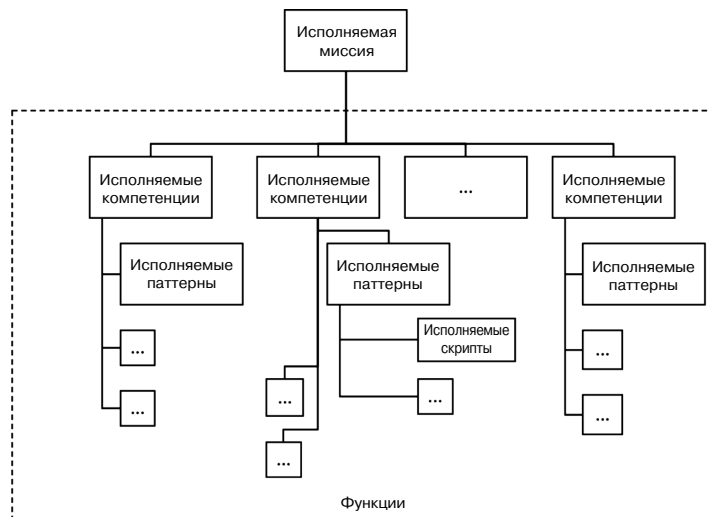 Исполняемая
миссия
Исполняемые
компетенции
Исполняемые
компетенции
...
Исполняемые
компетенции
Исполняемые
паттерны
Исполняемые
паттерны
Исполняемые
паттерны
Исполняемые
скрипты
...
...
...
...
...
...
...
Функции